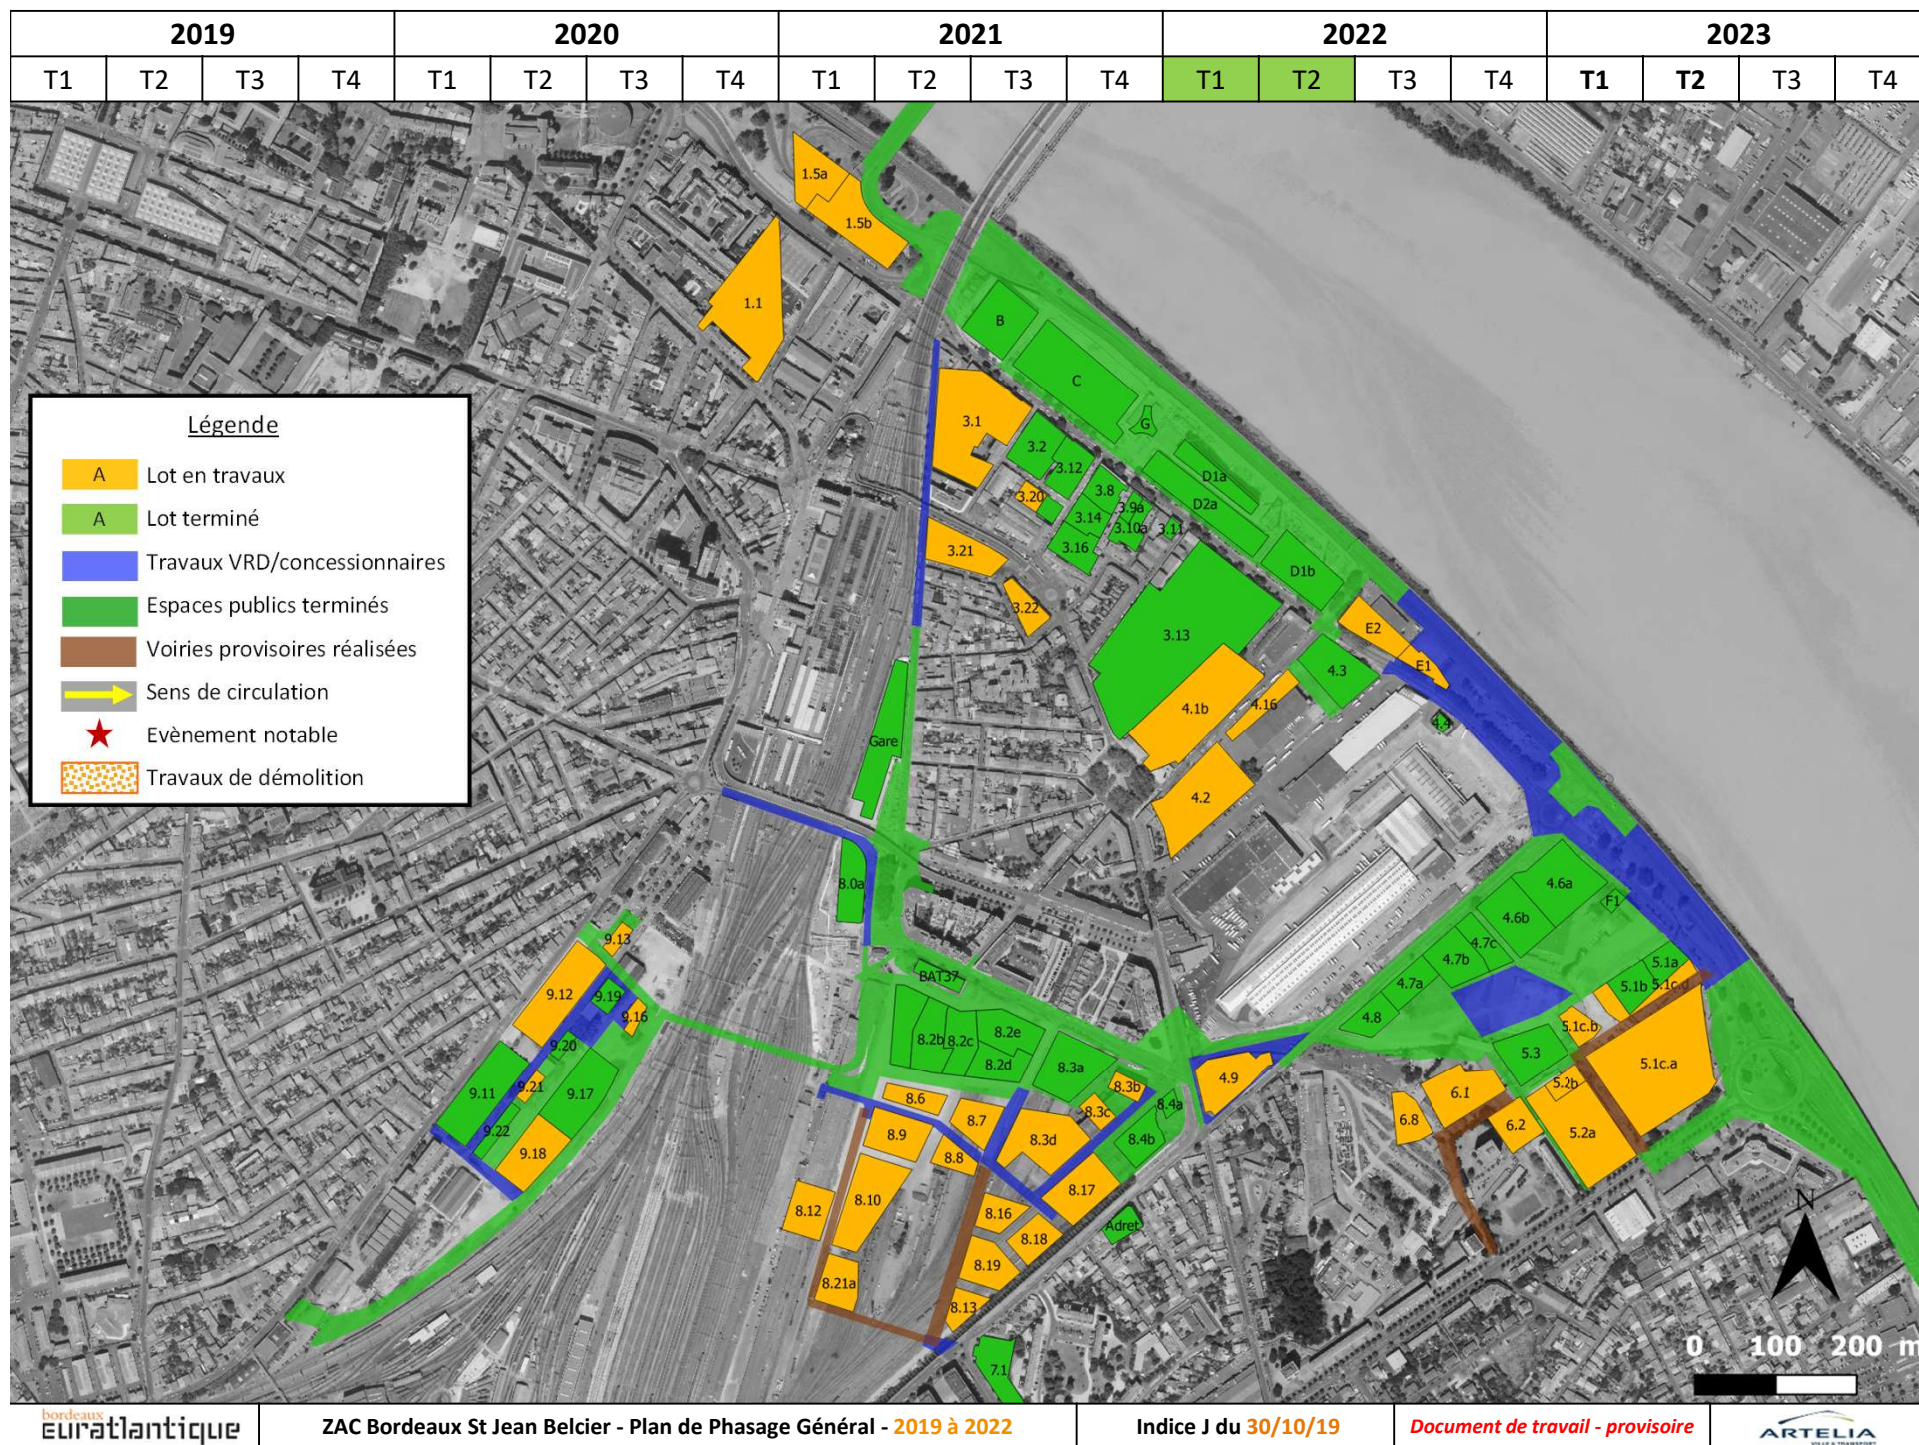 2019 2020 2021 2022 2023
T1 T2 T3 T4 T1 T2 T3 T4 T1 T2 T3 T4 T1 T2 T3 T4 T1 T2 T3 T4
1.5a
1.5b
1.1
B
C
G
3.1
3.2
3.12
3.20
3.8
3.9a
3.14
3.10a
3.11
3.16
D1a
D2a
D1b
3.21
3.22
3.13
E2
E1
4.3
4.4
4.1b
4.16
4.2
Gare
8.0a
Légende
A Lot en travaux
A Lot terminé
Travaux VRD/concessionnaires
Espaces publics terminés
Voiries provisoires réalisées
Sens de circulation
Evènement notable
Travaux de démolition
4.6a
F1
4.6b
4.7c
4.7b
4.7a
4.8
5.1a
5.1b
5.1c.d
5.1c.b
5.1c.a
5.3
5.2b
5.2a
6.1
6.8
6.2
4.9
9.13
9.12
9.19
9.16
9.20
9.21
9.11
9.17
9.22
9.18
BAT37
8.2b
8.2c
8.2e
8.2d
8.3a
8.3b
8.3c
8.4a
8.4b
8.6
8.7
8.9
8.8
8.3d
8.10
8.12
8.17
8.16
8.18
8.19
8.21a
8.13
Adret
7.1
N
0 100 200 m
bordeaux
euratlantique
ZAC Bordeaux St Jean Belcier - Plan de Phasage Général - 2019 à 2022
Indice J du 30/10/19
Document de travail - provisoire
ARTELIA
VILLE & TRANSPORT